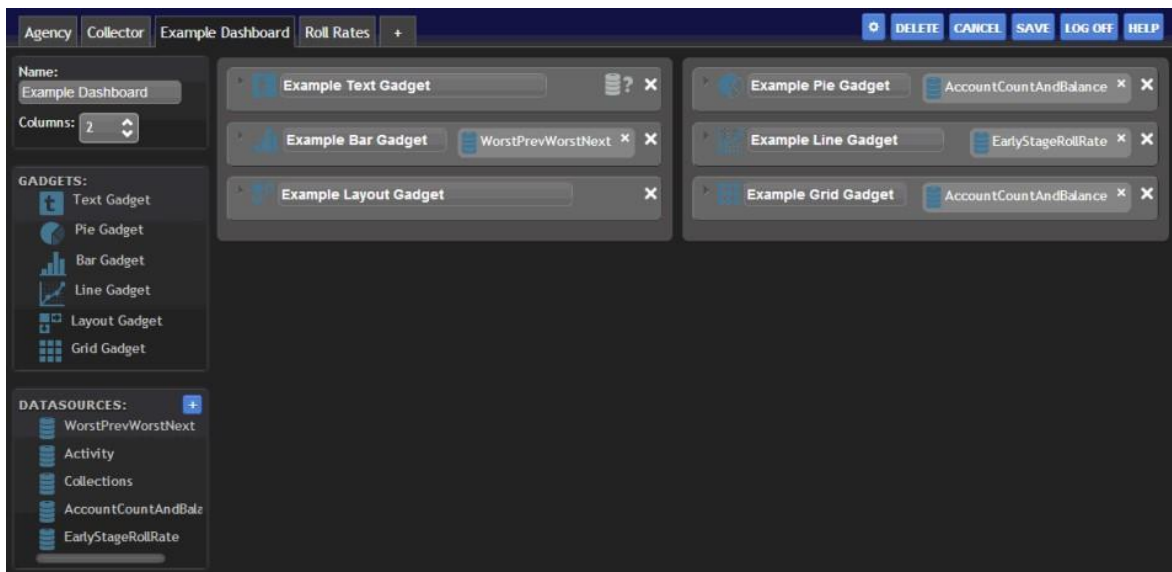 Agency Collector Example Dashboard Roll Rates + DELETE CANCEL SAVE LOG OFF HELP
Name:
Example Dashboard
Columns: 2
GADGETS:
t Text Gadget
Pie Gadget
Bar Gadget
Line Gadget
Layout Gadget
Grid Gadget
DATASOURCES: +
WorstPrevWorstNext
Activity
Collections
AccountCountAndBala
EarlyStageRollRate
Example Text Gadget ? ×
Example Bar Gadget WorstPrevWorstNext × ×
Example Layout Gadget ×
Example Pie Gadget AccountCountAndBalance × ×
Example Line Gadget EarlyStageRollRate × ×
Example Grid Gadget AccountCountAndBalance × ×